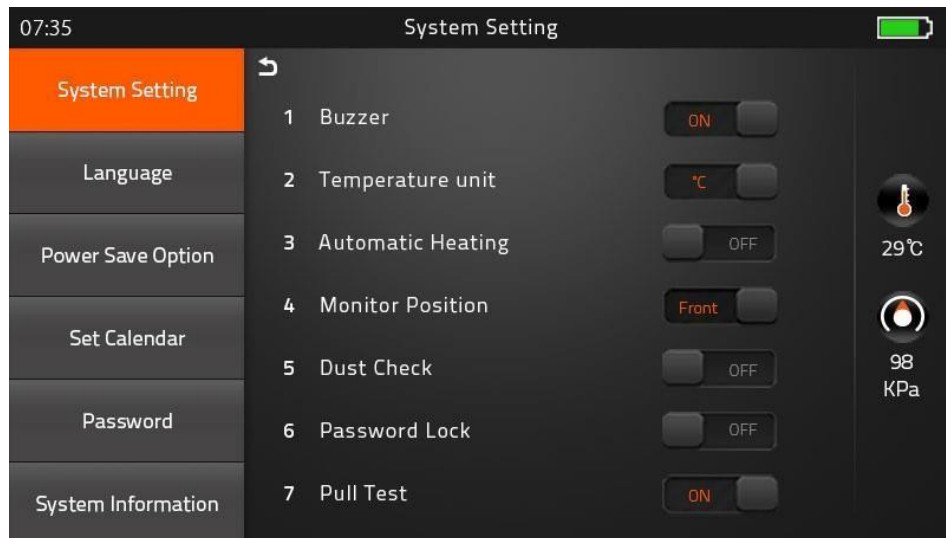 07:35 System Setting
System Setting
Language
Power Save Option
Set Calendar
Password
System Information
1 Buzzer ON
2 Temperature unit °C
3 Automatic Heating OFF
4 Monitor Position Front
5 Dust Check OFF
6 Password Lock OFF
7 Pull Test ON
29°C
98
KPa